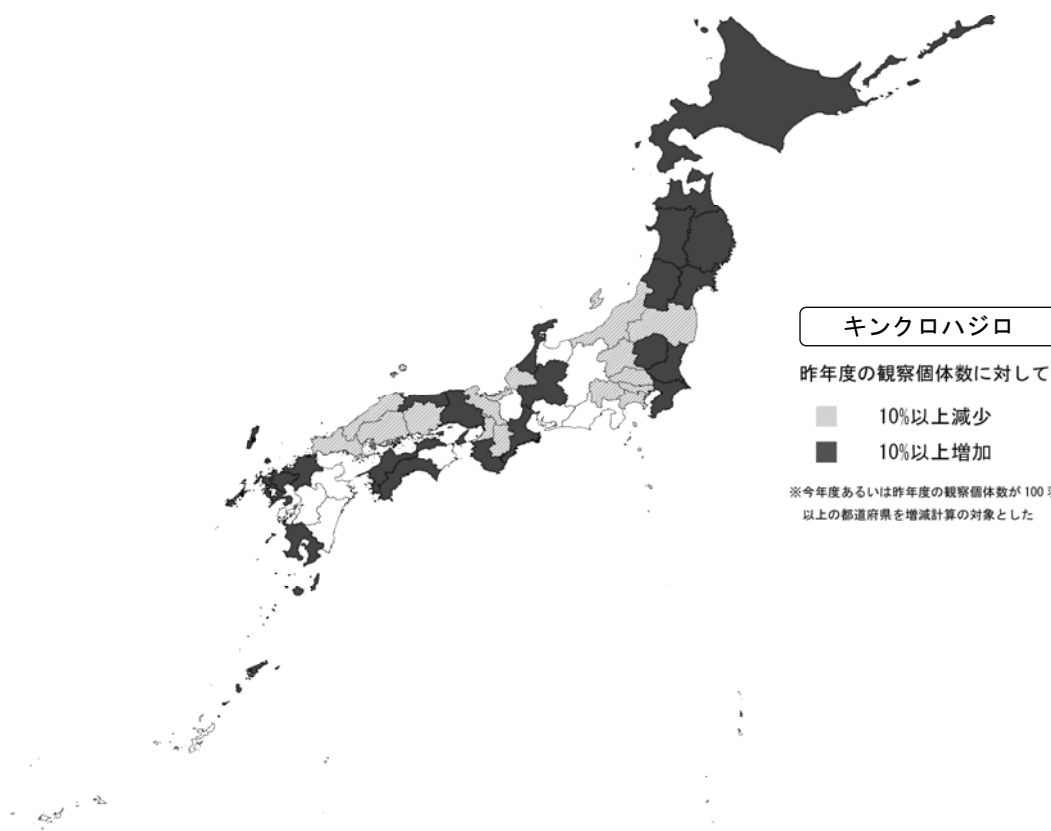 キンクロハジロ
昨年度の観察個体数に対して
10%以上減少
10%以上増加
※今年度あるいは昨年度の観察個体数が 100
以上の都道府県を増減計算の対象とした